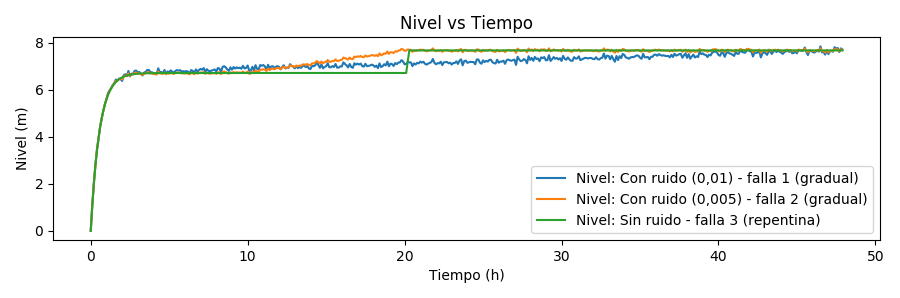 Nivel vs Tiempo
Nivel (m)
8
6
4
2
0
Nivel: Con ruido (0,01) - falla 1 (gradual)
Nivel: Con ruido (0,005) - falla 2 (gradual)
Nivel: Sin ruido - falla 3 (repentina)
0 10 20 30 40 50
Tiempo (h)